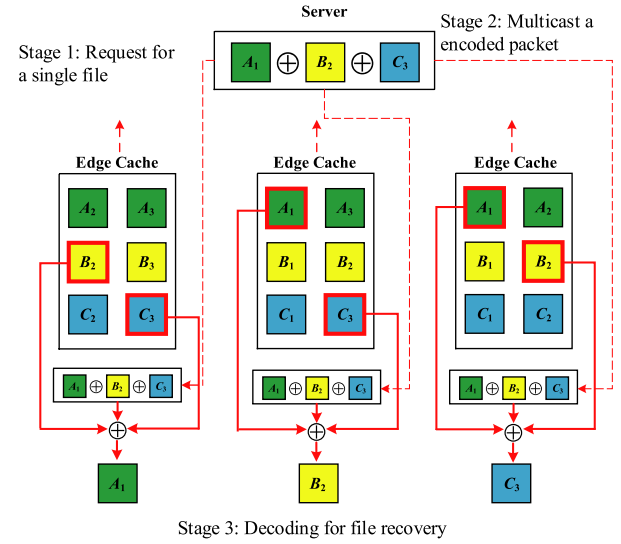 Server
Stage 1: Request for
a single file
Stage 2: Multicast a
encoded packet
A₁ ⊕ B₂ ⊕ C₃
Edge Cache
A₂ A₃
B₂ B₃
C₂ C₃
A₁ ⊕ B₂ ⊕ C₃
⊕
A₁
Edge Cache
A₁ A₃
B₁ B₂
C₁ C₃
A₁ ⊕ B₂ ⊕ C₃
⊕
B₂
Edge Cache
A₁ A₂
B₁ B₂
C₁ C₂
A₁ ⊕ B₂ ⊕ C₃
⊕
C₃
Stage 3: Decoding for file recovery